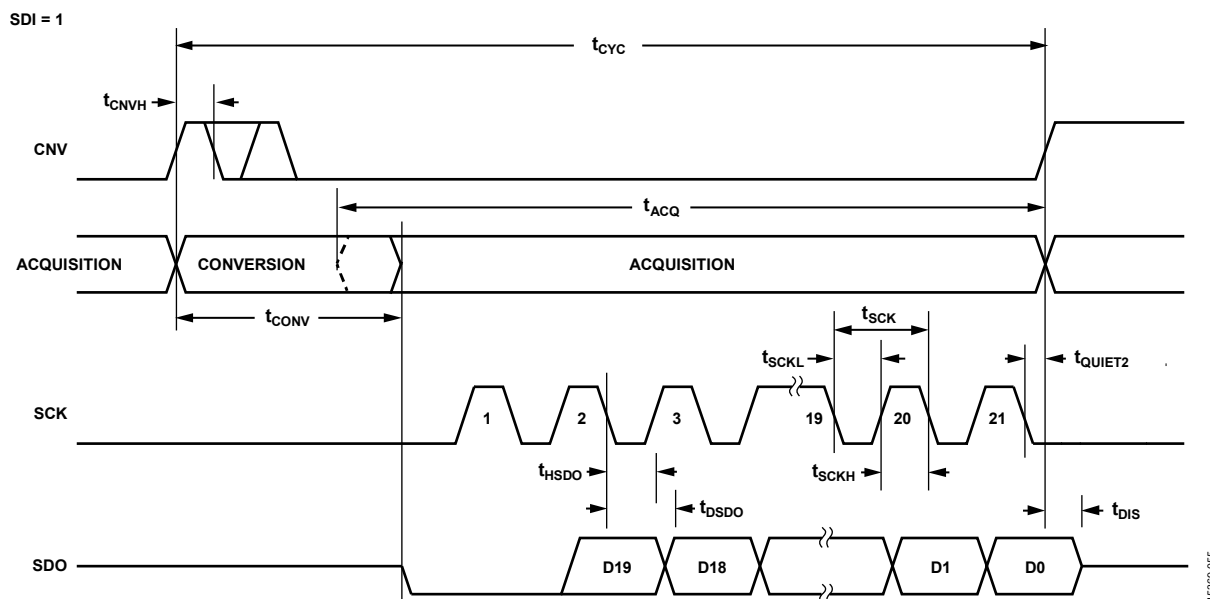 SDI = 1
tCYC
tCNVH
CNV
tACQ
ACQUISITION
CONVERSION
ACQUISITION
tCONV
tSCK
tSCKL
tQUIET2
SCK
1
2
3
19
20
21
tHSDO
tSCKH
tDSDO
tDIS
SDO
D19
D18
D1
D0